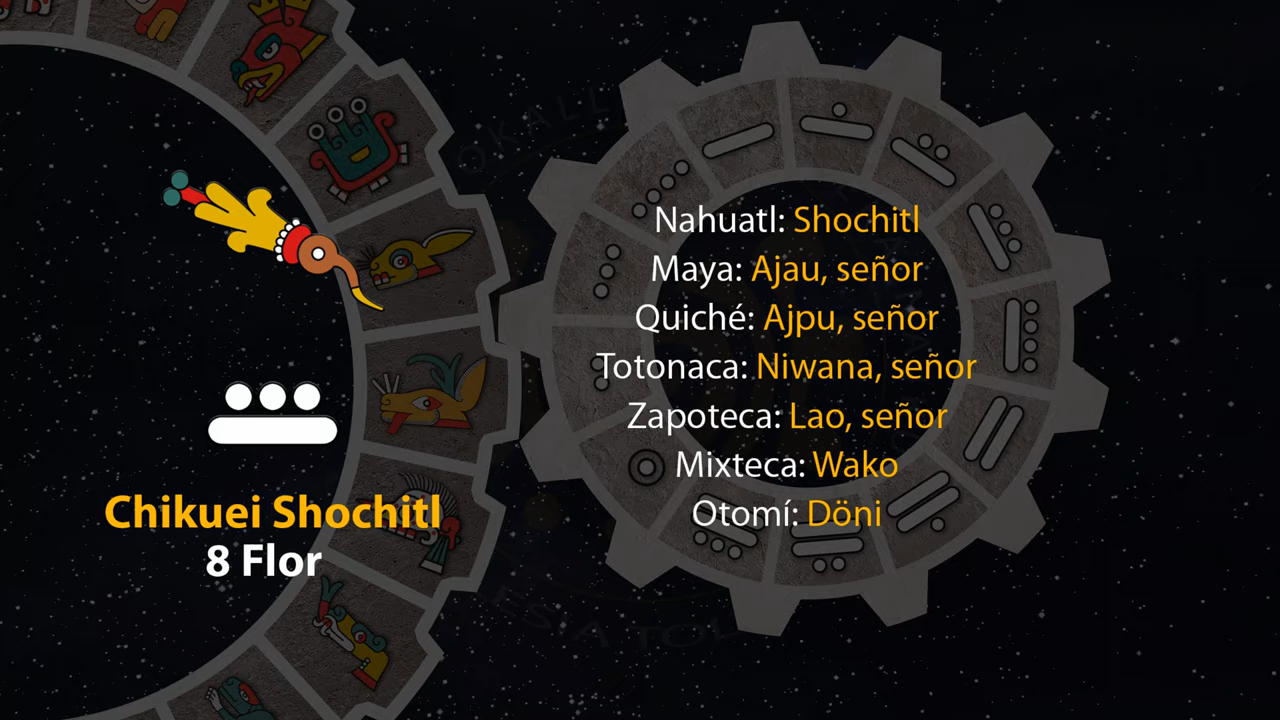 Nahuatl: Shochitl
Maya: Ajau, señor
Quiché: Ajpu, señor
Totonaca: Niwana, señor
Zapoteca: Lao, señor
Mixteca: Wako
Otomí: Döni
Chikuei Shochitl
8 Flor